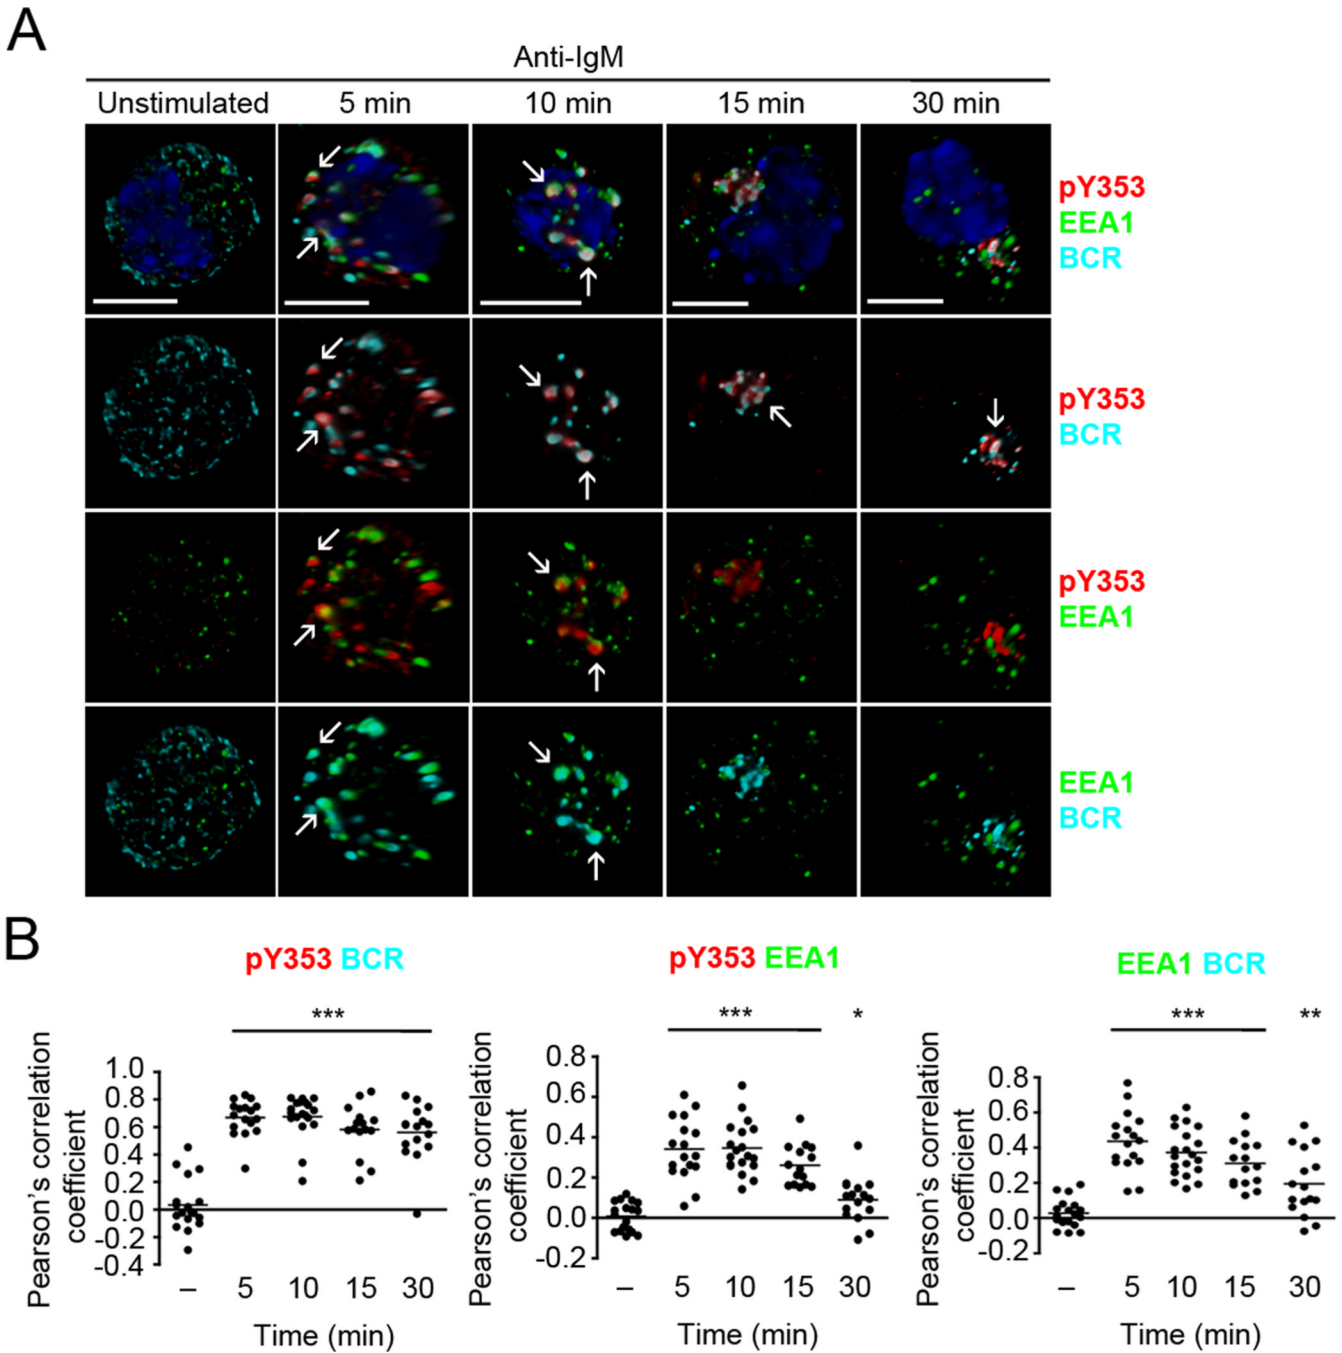 A
Anti-IgM
Unstimulated 5 min 10 min 15 min 30 min
pY353
EEA1
BCR
pY353
BCR
pY353
EEA1
EEA1
BCR
B
pY353 BCR
***
Pearson's correlation
coefficient
1.0
0.8
0.6
0.4
0.2
0.0
-0.2
-0.4
– 5 10 15 30
Time (min)
pY353 EEA1
*** *
Pearson's correlation
coefficient
0.8
0.6
0.4
0.2
0.0
-0.2
– 5 10 15 30
Time (min)
EEA1 BCR
*** **
Pearson's correlation
coefficient
0.8
0.6
0.4
0.2
0.0
-0.2
– 5 10 15 30
Time (min)